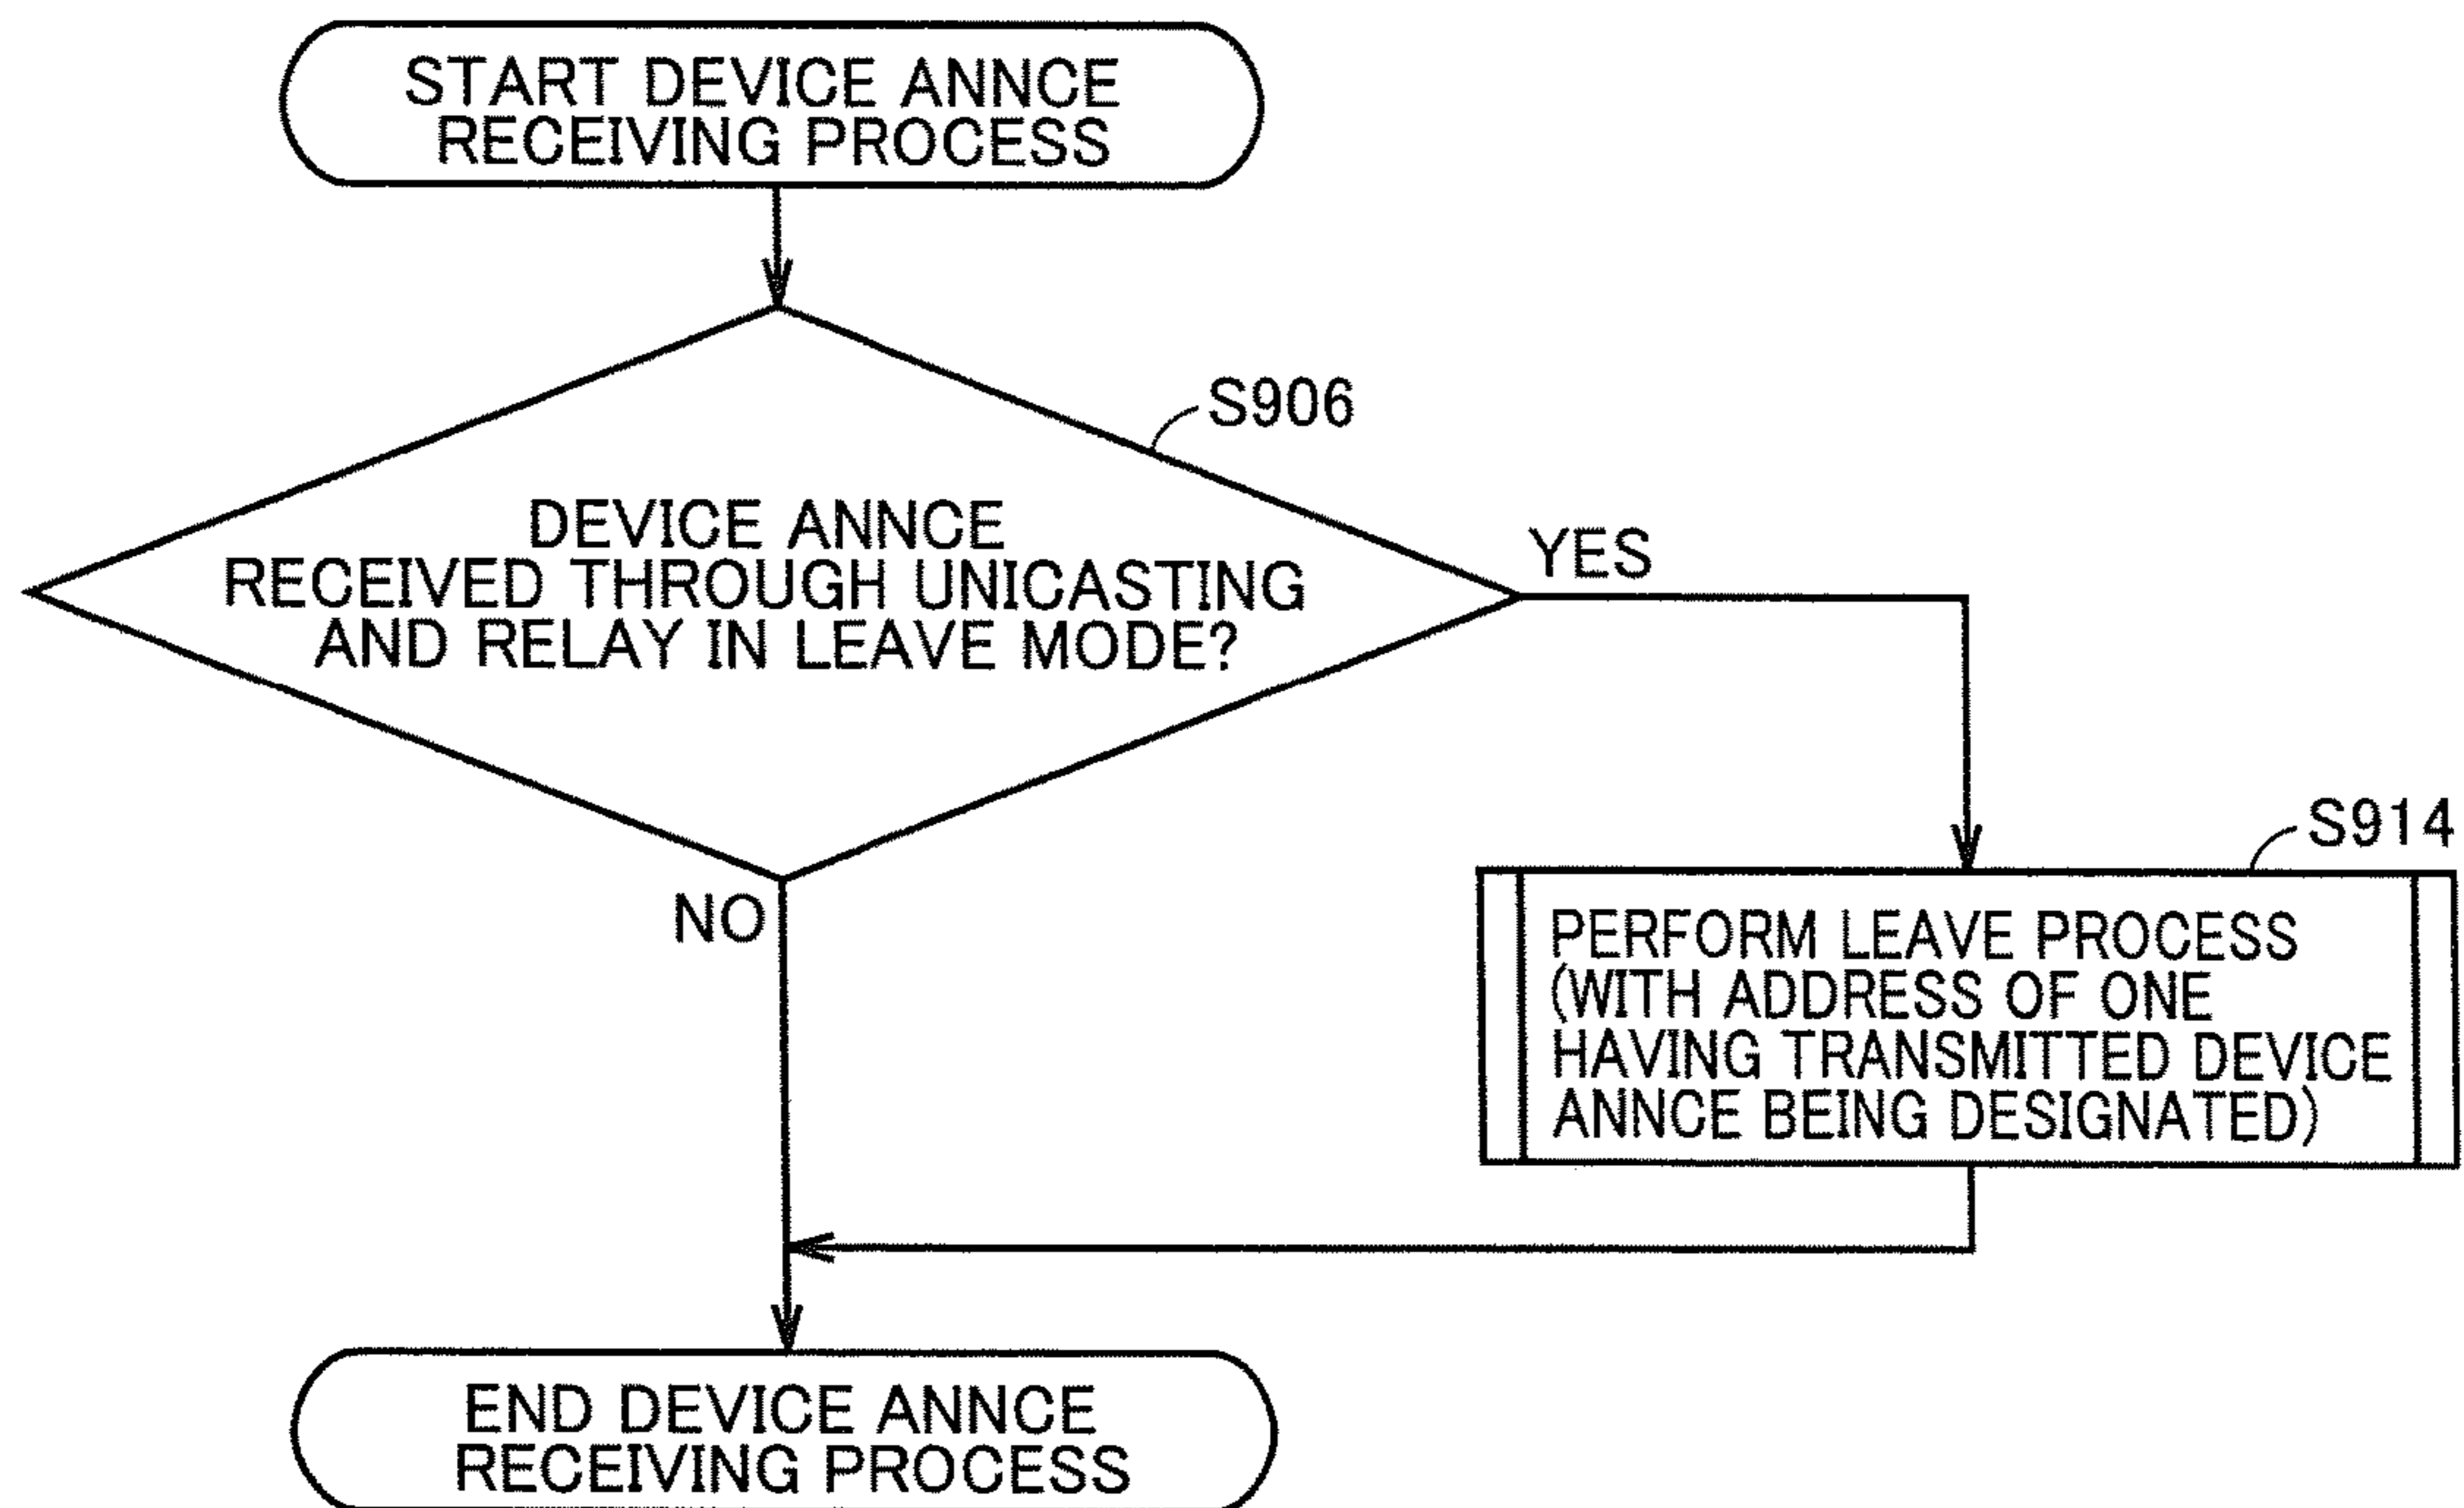 START DEVICE ANNCE
RECEIVING PROCESS
S906
DEVICE ANNCE
RECEIVED THROUGH UNICASTING
AND RELAY IN LEAVE MODE?
YES
NO
S914
PERFORM LEAVE PROCESS
(WITH ADDRESS OF ONE
HAVING TRANSMITTED DEVICE
ANNCE BEING DESIGNATED)
END DEVICE ANNCE
RECEIVING PROCESS